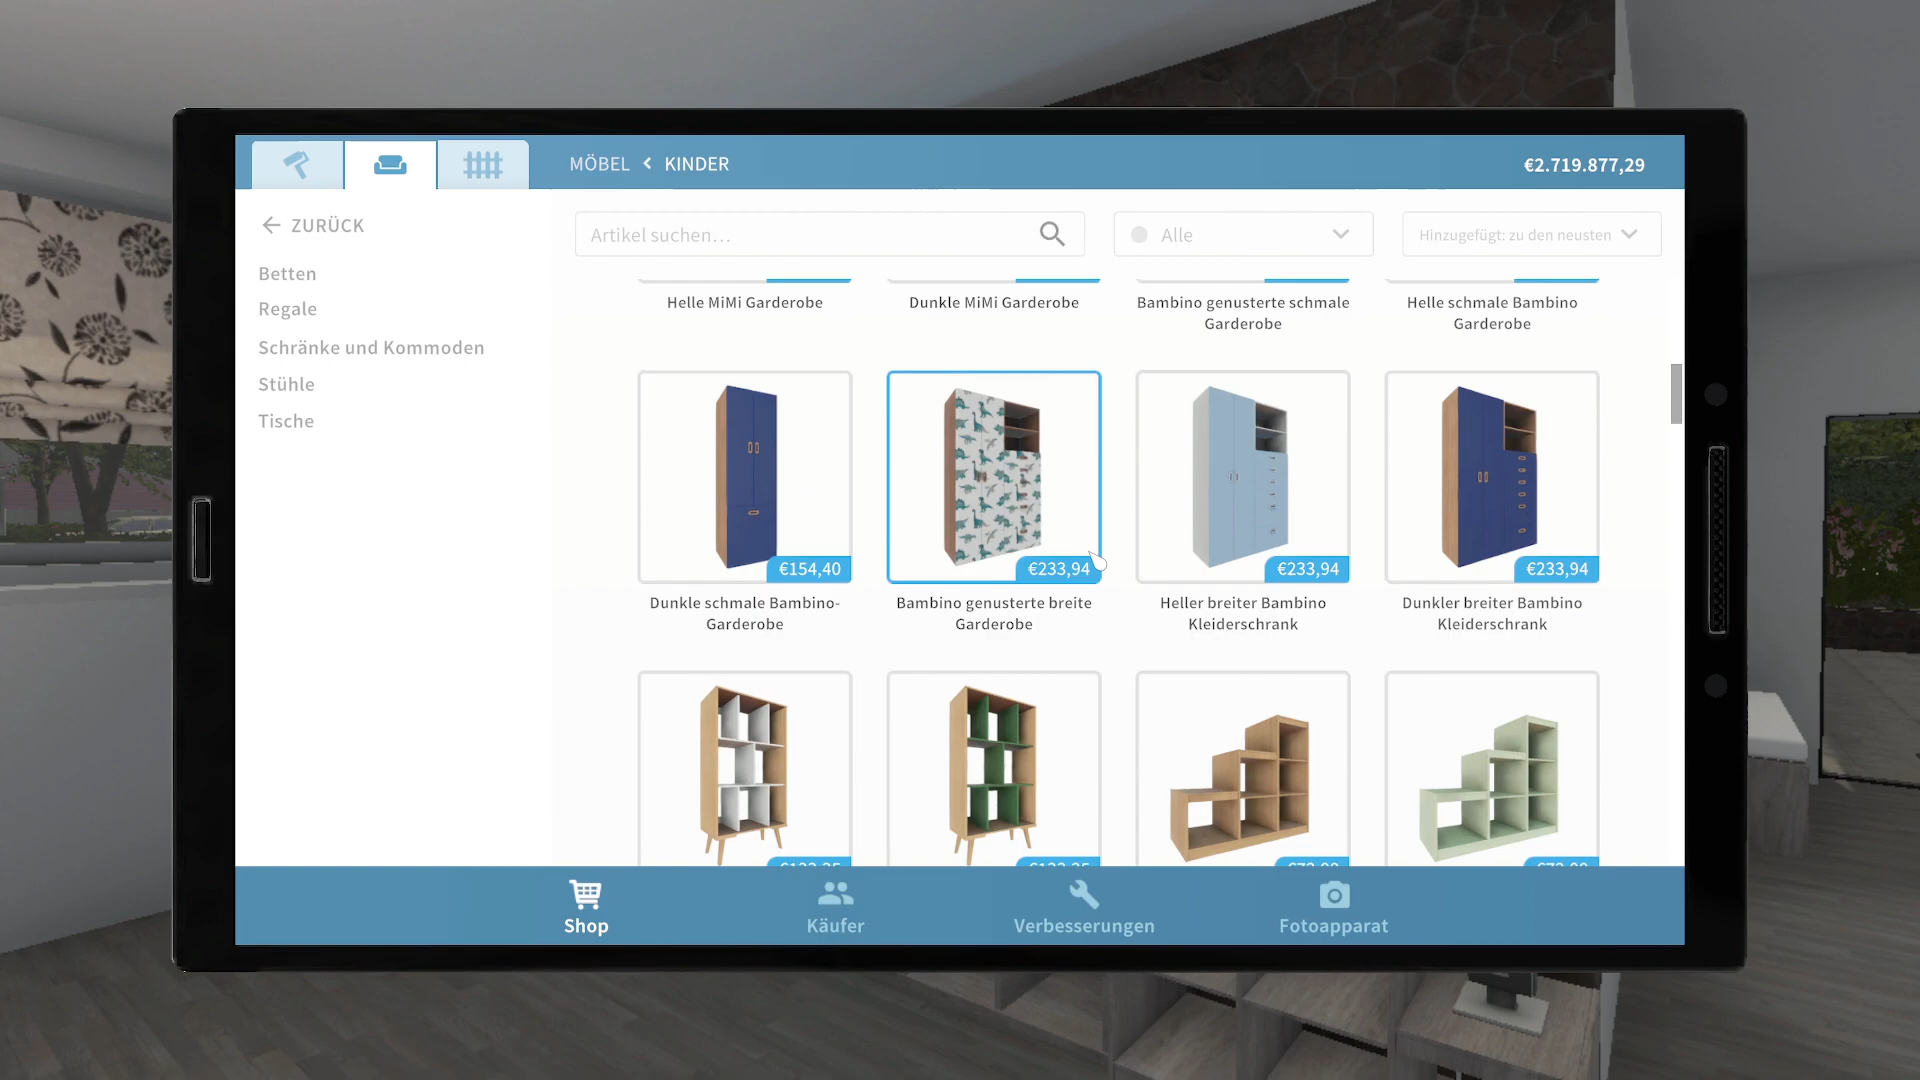 MÖBEL < KINDER
€2.719.877,29
← ZURÜCK
Betten
Regale
Schränke und Kommoden
Stühle
Tische
Artikel suchen...
Alle
Hinzugefügt: zu den neusten
Helle MiMi Garderobe
Dunkle MiMi Garderobe
Bambino genusterte schmale
Garderobe
Helle schmale Bambino
Garderobe
€154,40
€233,94
€233,94
€233,94
Dunkle schmale Bambino-
Garderobe
Bambino genusterte breite
Garderobe
Heller breiter Bambino
Kleiderschrank
Dunkler breiter Bambino
Kleiderschrank
Shop
Käufer
Verbesserungen
Fotoapparat